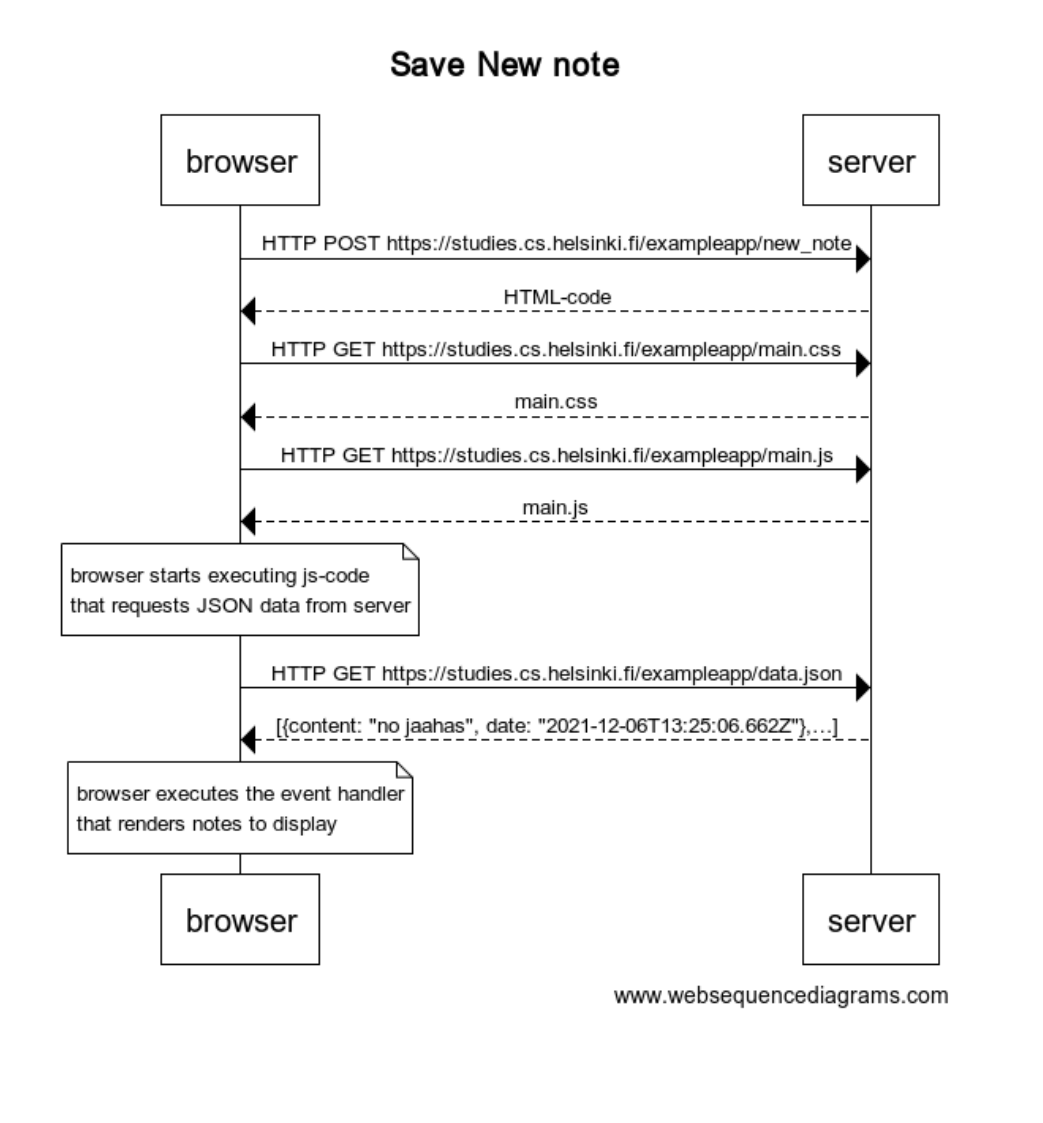 Save New note
browser
server
HTTP POST https://studies.cs.helsinki.fi/exampleapp/new_note
HTML-code
HTTP GET https://studies.cs.helsinki.fi/exampleapp/main.css
main.css
HTTP GET https://studies.cs.helsinki.fi/exampleapp/main.js
main.js
browser starts executing js-code
that requests JSON data from server
HTTP GET https://studies.cs.helsinki.fi/exampleapp/data.json
[{content: "no jaahas", date: "2021-12-06T13:25:06.662Z"},...]
browser executes the event handler
that renders notes to display
browser
server
www.websequencediagrams.com